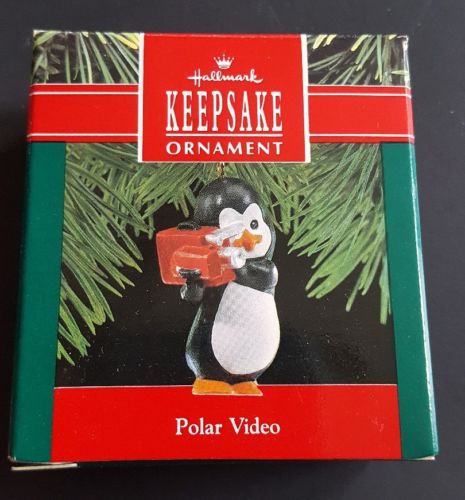 Hallmark
KEEPSAKE
ORNAMENT
Polar Video